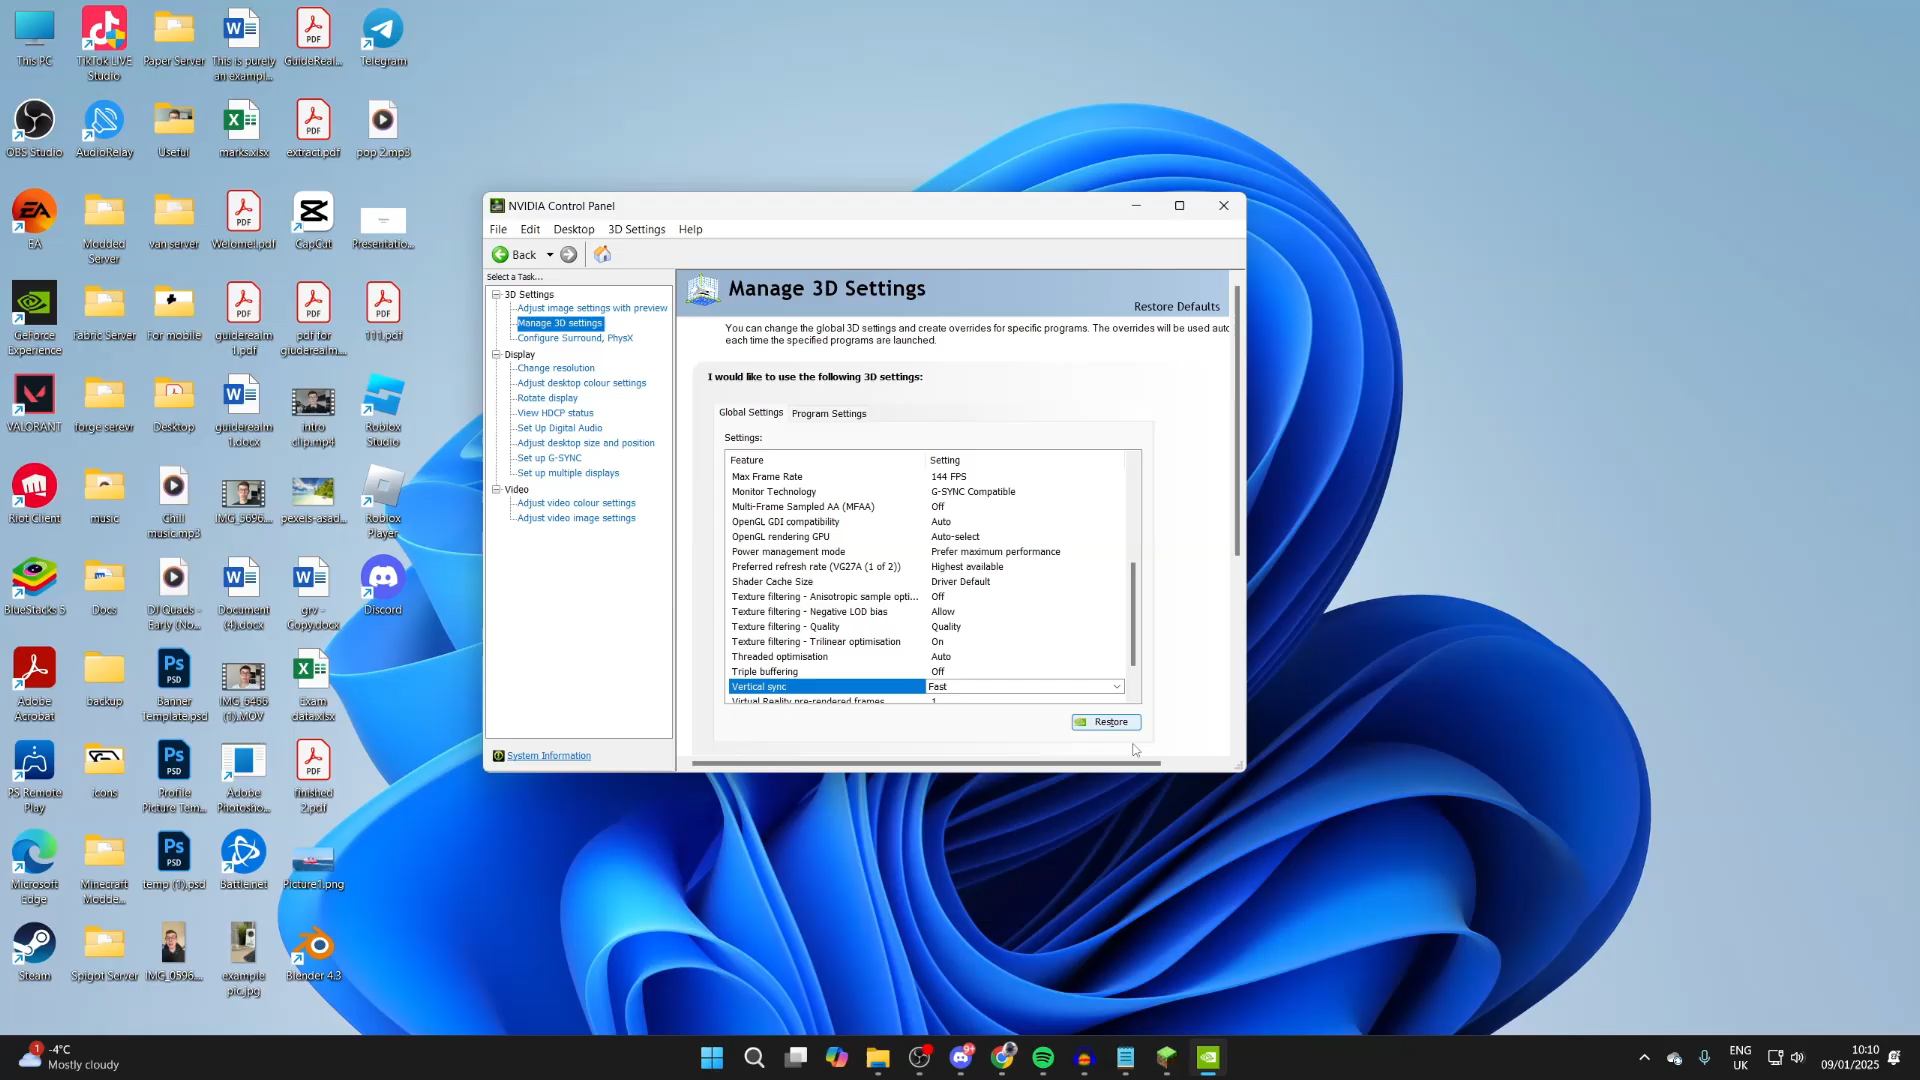 This PC
TikTok LIVE
Studio
Paper Server
This is purely
an exampl...
GuideReal...
Telegram
OBS Studio
AudioRelay
Useful
marks.xlsx
extract.pdf
pop 2.mp3
EA
Modded
Server
van server
Welome!.pdf
CapCut
Presentatio...
GeForce
Experience
Fabric Server
For mobile
guiderealm
1.pdf
pdf for
giuderealm...
111.pdf
VALORANT
forge serevr
Desktop
guiderealm
1.docx
intro
clip.mp4
Roblox
Studio
Riot Client
music
Chill
music.mp3
IMG_5696...
pexels-asad...
Roblox
Player
BlueStacks 5
Docs
DJ Quads -
Early (No...
Document
(4).docx
grv -
Copy.docx
Discord
Adobe
Acrobat
backup
Banner
Template.psd
IMG_6466
(1).MOV
Exam
data.xlsx
PS Remote
Play
icons
Profile
Picture Tem...
Adobe
Photosho...
finished
2.pdf
Microsoft
Edge
Minecraft
Modde...
temp (1).psd
Battle.net
Picture1.png
Steam
Spigot Server
IMG_0596....
example
pic.jpg
Blender 4.3
NVIDIA Control Panel
File Edit Desktop 3D Settings Help
Back
Select a Task...
3D Settings
Adjust image settings with preview
Manage 3D settings
Configure Surround, PhysX
Display
Change resolution
Adjust desktop colour settings
Rotate display
View HDCP status
Set Up Digital Audio
Adjust desktop size and position
Set up G-SYNC
Set up multiple displays
Video
Adjust video colour settings
Adjust video image settings
System Information
Manage 3D Settings
Restore Defaults
You can change the global 3D settings and create overrides for specific programs. The overrides will be used auto
each time the specified programs are launched.
I would like to use the following 3D settings:
Global Settings Program Settings
Settings:
Feature Setting
Max Frame Rate 144 FPS
Monitor Technology G-SYNC Compatible
Multi-Frame Sampled AA (MFAA) Off
OpenGL GDI compatibility Auto
OpenGL rendering GPU Auto-select
Power management mode Prefer maximum performance
Preferred refresh rate (VG27A (1 of 2)) Highest available
Shader Cache Size Driver Default
Texture filtering - Anisotropic sample opti... Off
Texture filtering - Negative LOD bias Allow
Texture filtering - Quality Quality
Texture filtering - Trilinear optimisation On
Threaded optimisation Auto
Triple buffering Off
Vertical sync Fast
Virtual Reality pre-rendered frames 1
Restore
1
-4°C
Mostly cloudy
9+
ENG
UK
10:10
09/01/2025